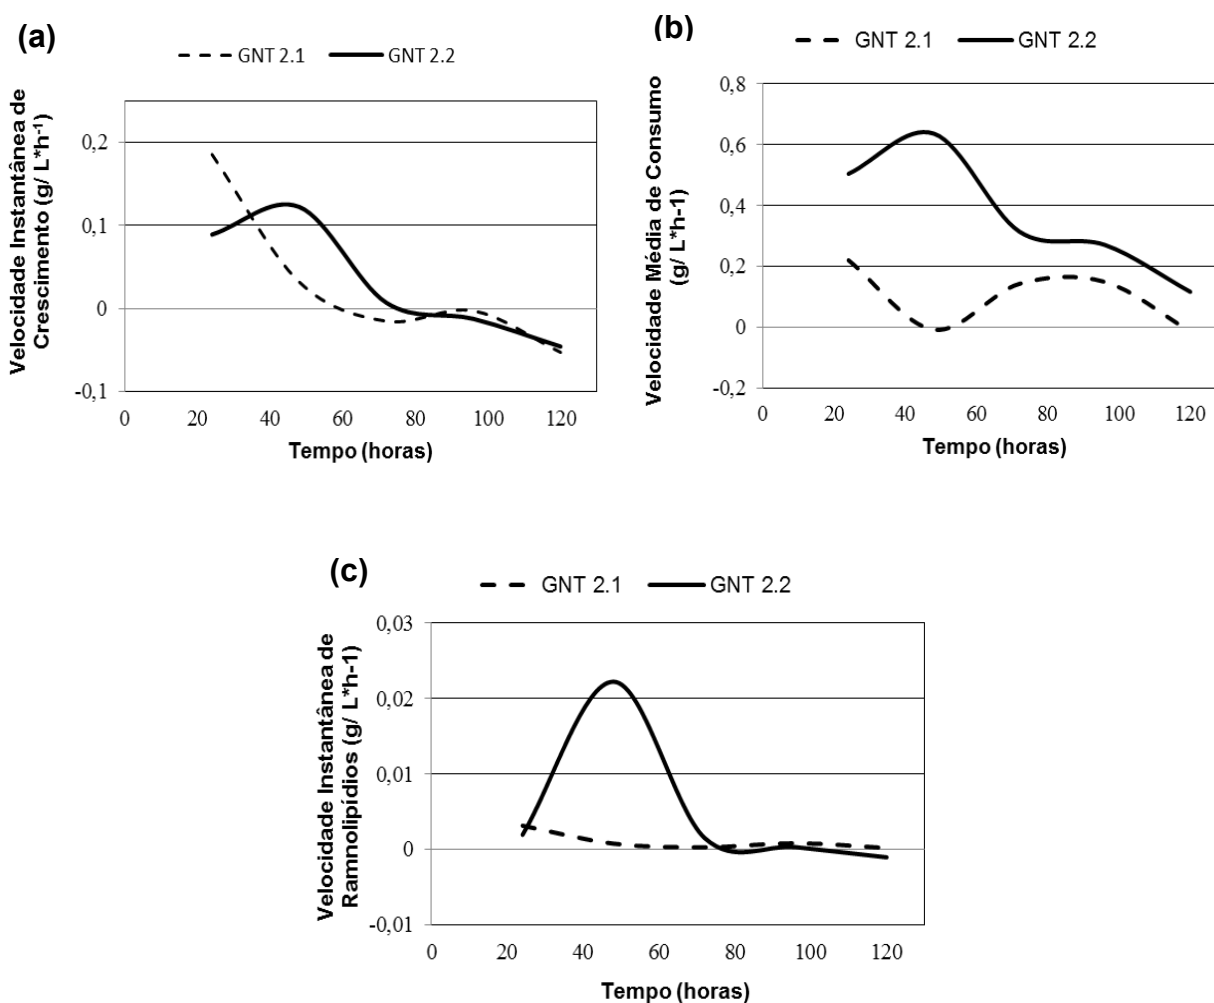 (a)
GNT 2.1 GNT 2.2
Velocidade Instantânea de
Crescimento (g/ L*h-1)
0,2
0,1
0
-0,1
0 20 40 60 80 100 120
Tempo (horas)
(b)
GNT 2.1 GNT 2.2
Velocidade Média de Consumo
(g/ L*h-1)
0,8
0,6
0,4
0,2
0
-0,2
0 20 40 60 80 100 120
Tempo (horas)
(c)
GNT 2.1 GNT 2.2
Velocidade Instantânea de
Ramnolipídios (g/ L*h-1)
0,03
0,02
0,01
0
-0,01
0 20 40 60 80 100 120
Tempo (horas)